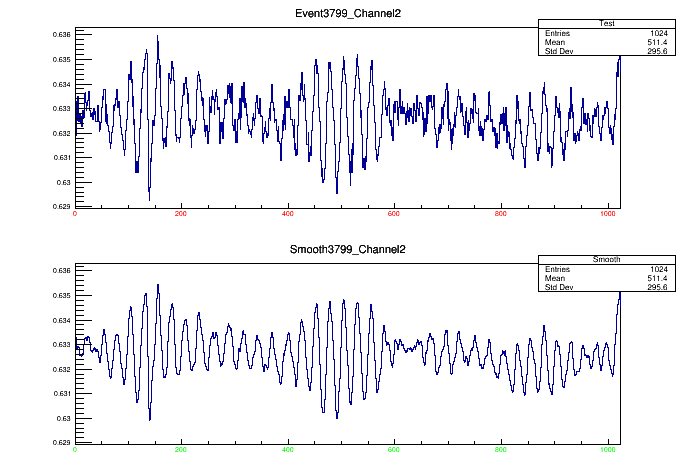 Event3799_Channel2
Test
Entries 1024
Mean 511.4
Std Dev 295.6
0.636
0.635
0.634
0.633
0.632
0.631
0.63
0.629
0 200 400 600 800 1000
Smooth3799_Channel2
Smooth
Entries 1024
Mean 511.4
Std Dev 295.6
0.636
0.635
0.634
0.633
0.632
0.631
0.63
0.629
0 200 400 600 800 1000